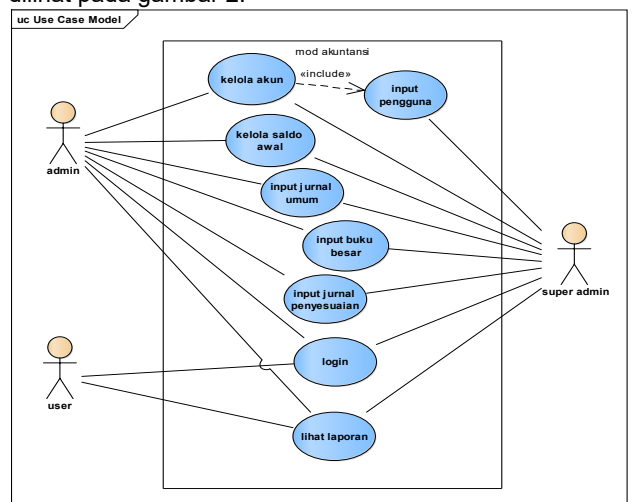 dilihat pada gambar 2.
uc Use Case Model
mod akuntansi
kelola akun
«include»
input
pengguna
kelola saldo
awal
admin
input jurnal
umum
input buku
besar
super admin
input jurnal
penyesuaian
login
user
lihat laporan